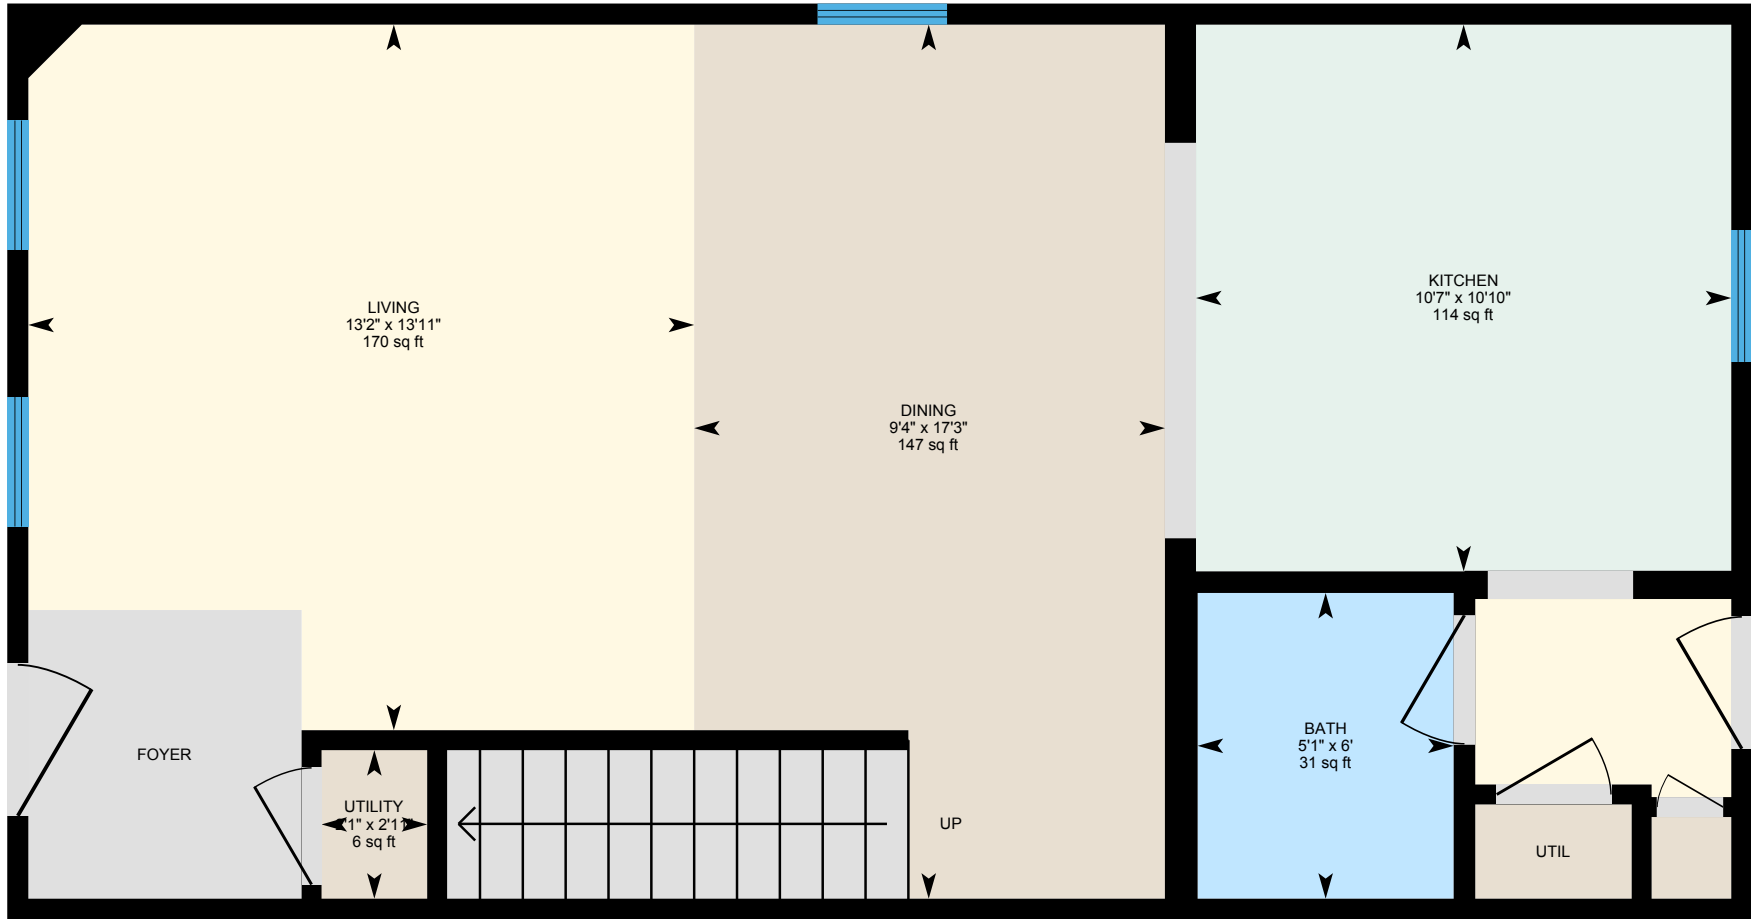 LIVING
13'2" x 13'11"
170 sq ft
KITCHEN
10'7" x 10'10"
114 sq ft
DINING
9'4" x 17'3"
147 sq ft
FOYER
UTILITY
x 2'11"
6 sq ft
UP
BATH
5'1" x 6'
31 sq ft
UTIL